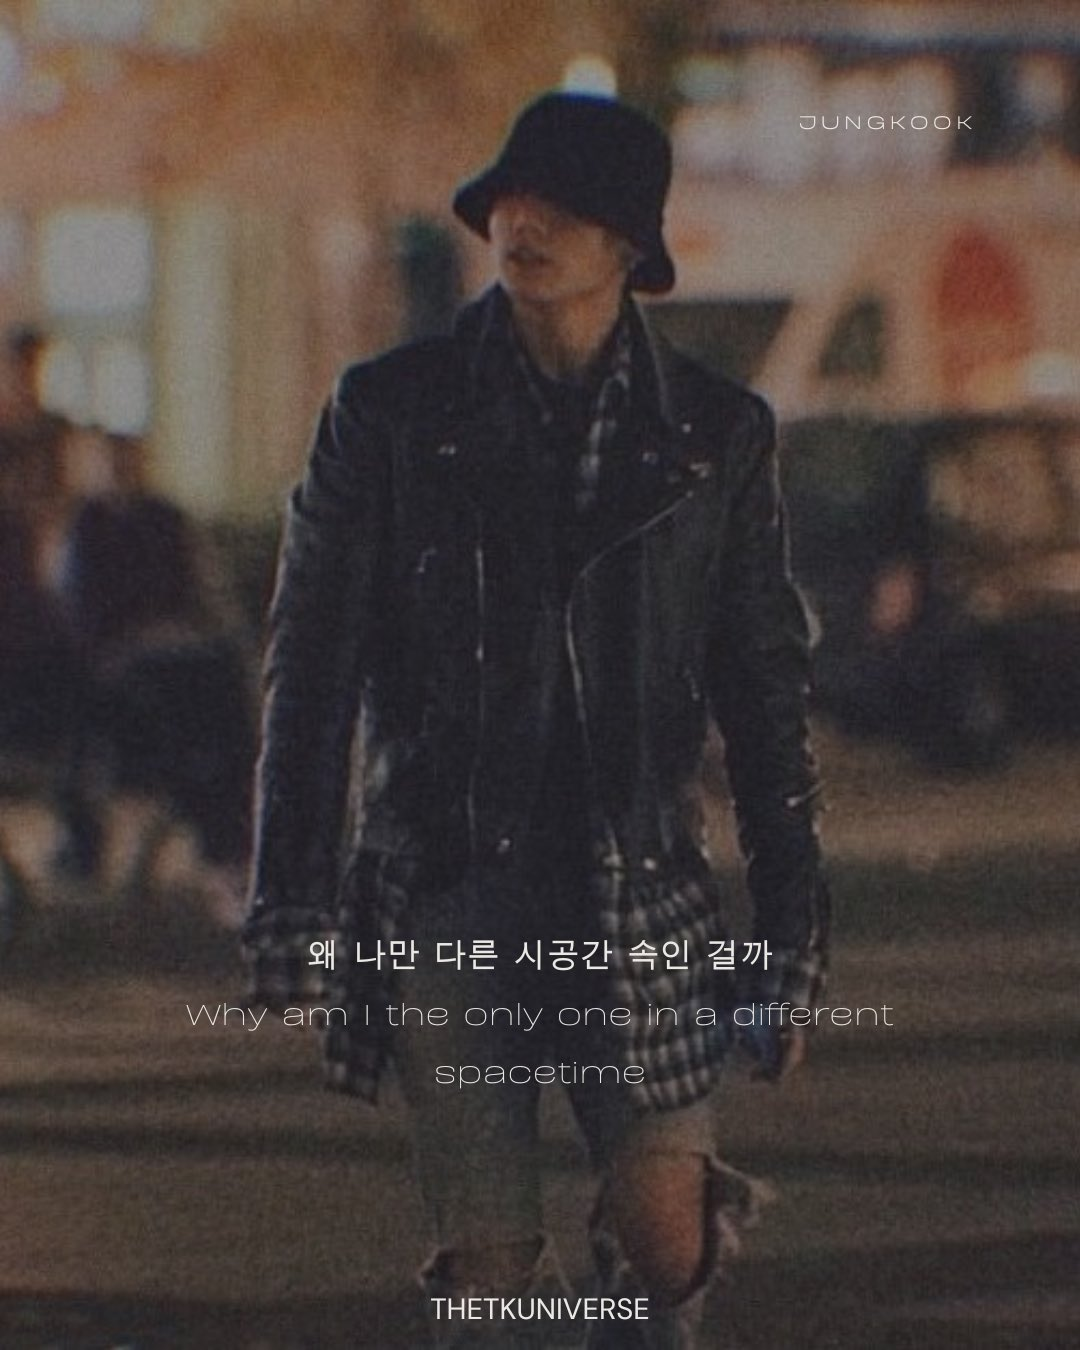 JUNGKOOK
왜 나만 다른 시공간 속인 걸까
Why am I the only one in a different
spacetime
THETKUNIVERSE